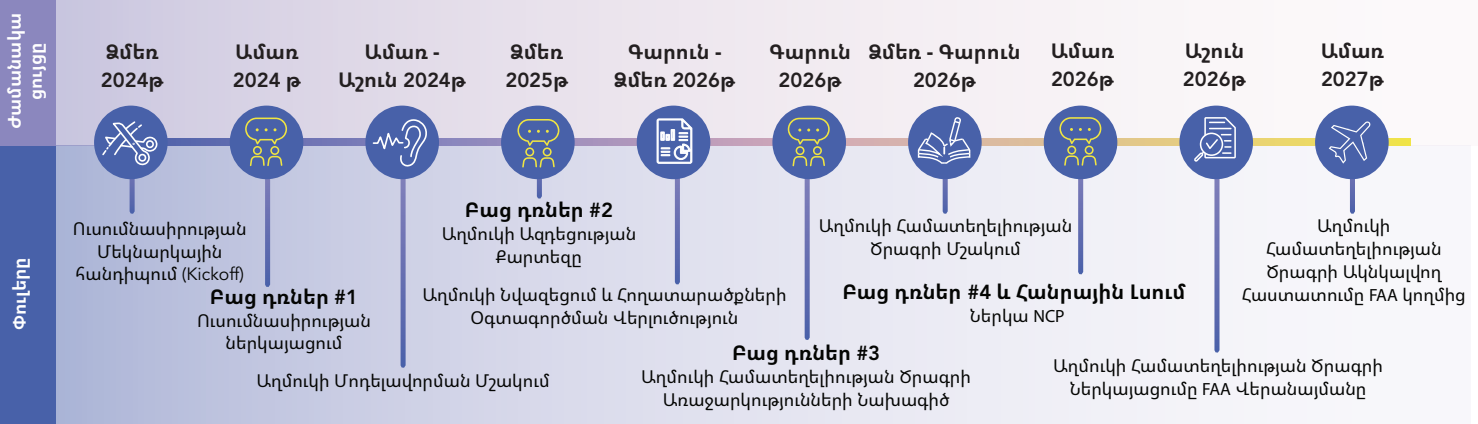 Ժամանակա
ցույցը
Ձմեռ
2024թ
Ամառ
2024 թ
Ամառ -
Աշուն 2024թ
Ձմեռ
2025թ
Գարուն -
Ձմեռ 2026թ
Գարուն
2026թ
Ձմեռ - Գարուն
2026թ
Ամառ
2026թ
Աշուն
2026թ
Ամառ
2027թ
Փուլերը
Ուսումնասիրության
Մեկնարկային
հանդիպում (Kickoff)
Բաց դռներ #1
Ուսումնասիրության
ներկայացում
Աղմուկի Մոդելավորման Մշակում
Բաց դռներ #2
Աղմուկի Ազդեցության
Քարտեզը
Աղմուկի Նվազեցում և Հողատարածքների
Օգտագործման Վերլուծություն
Բաց դռներ #3
Աղմուկի Համատեղելիության Ծրագրի
Առաջարկությունների Նախագիծ
Աղմուկի Համատեղելիության
Ծրագրի Մշակում
Բաց դռներ #4 և Հանրային Լսում
Ներկա NCP
Աղմուկի Համատեղելիության Ծրագրի
Ներկայացումը FAA Վերանայմանը
Աղմուկի
Համատեղելիության
Ծրագրի Ակնկալվող
Հաստատումը FAA կողմից